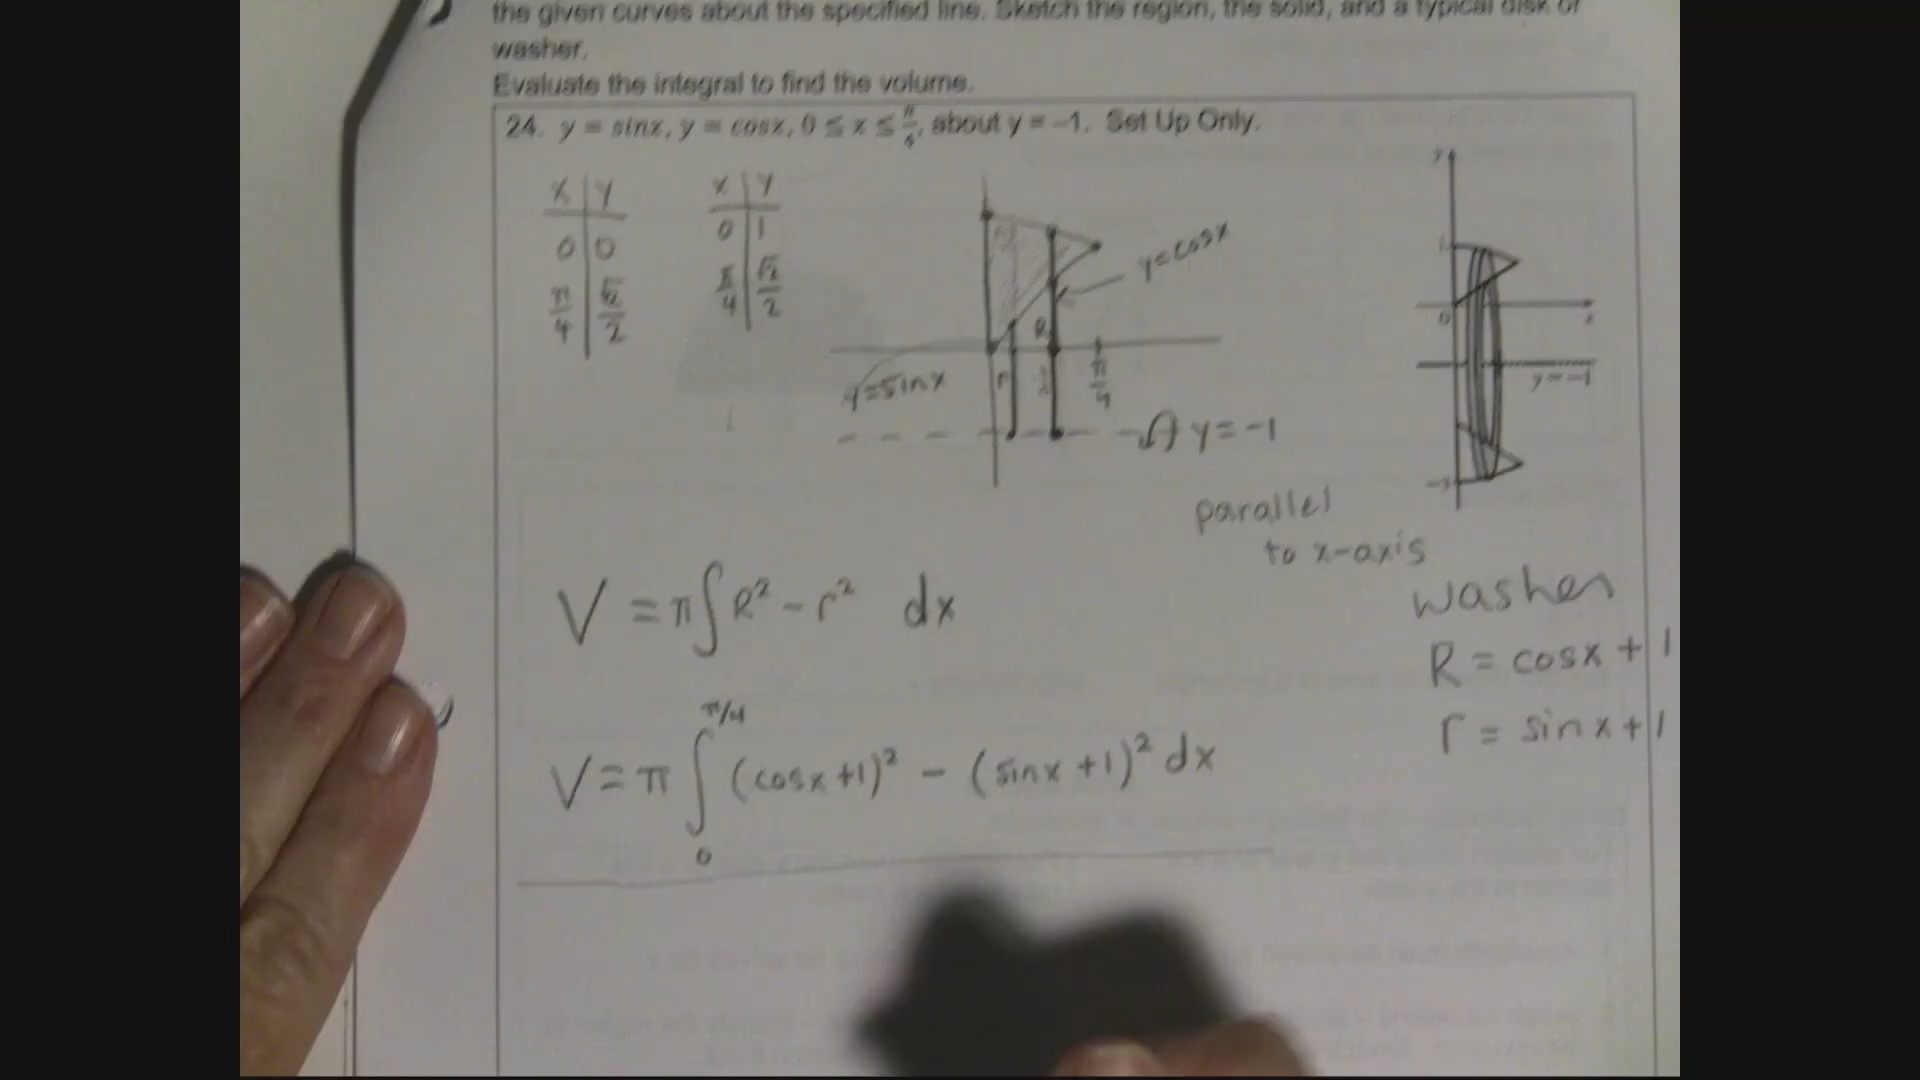 the given curves about the specified line. Sketch the region, the solid, and a typical disk or
washer.
Evaluate the integral to find the volume.
24. y = sinx, y = cosx, 0 ≤ x ≤ π/4, about y = -1. Set Up Only.
x y
0 0
π/4 √2/2
x y
0 1
π/4 √2/2
y=cosx
R
r
π/4
y=sinx
y=-1
y
1
0
x
y=-1
-3
parallel
to x-axis
V = π∫R² - r² dx
washer
R = cosx + 1
r = sinx + 1
V = π ∫₀^π/4 (cosx +1)² - (sinx +1)² dx